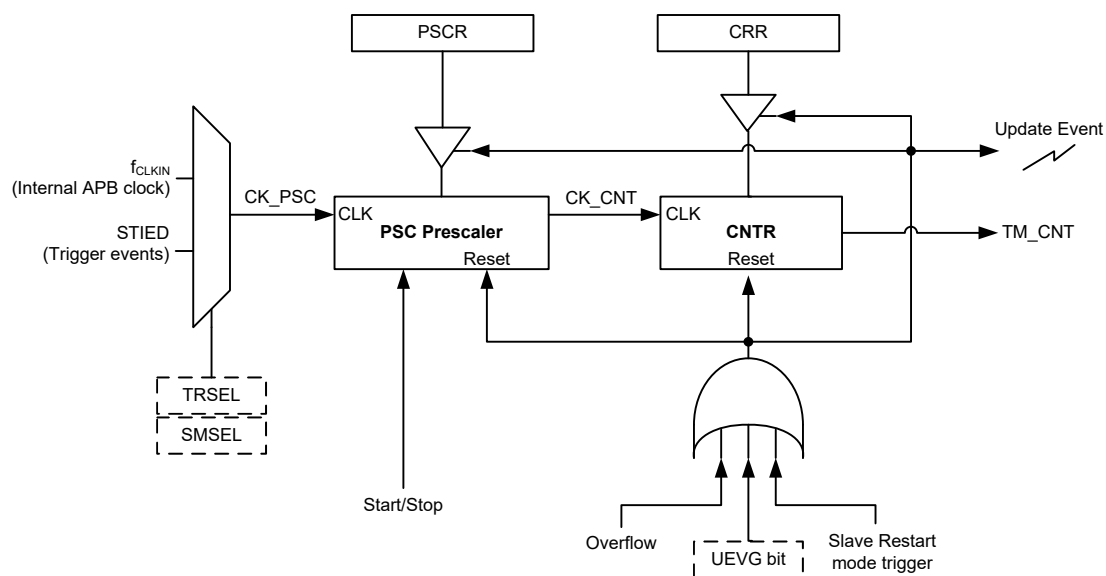 PSCR
CRR
fCLKIN
(Internal APB clock)
STIED
(Trigger events)
CK_PSC
CLK
PSC Prescaler
Reset
CK_CNT
CLK
CNTR
Reset
Update Event
TM_CNT
TRSEL
SMSEL
Start/Stop
Overflow
UEVG bit
Slave Restart
mode trigger